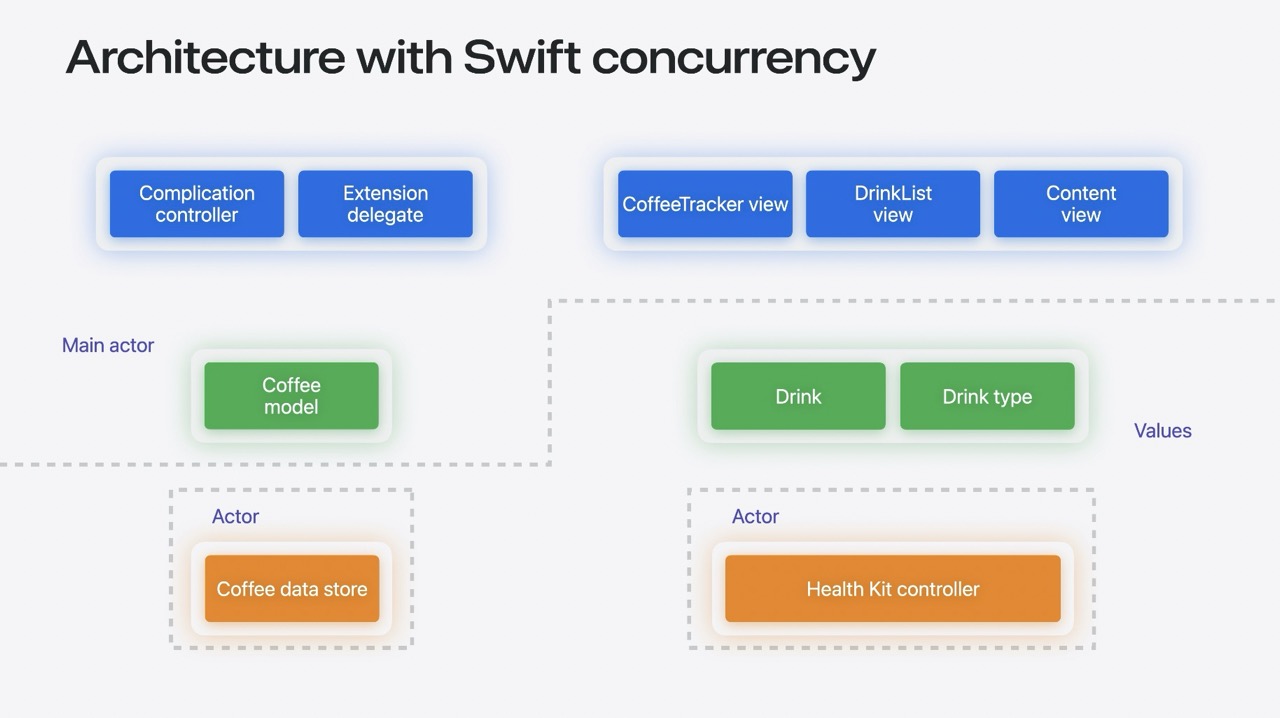 Architecture with Swift concurrency
Complication
controller
Extension
delegate
CoffeeTracker view
DrinkList
view
Content
view
Main actor
Coffee
model
Drink
Drink type
Values
Actor
Coffee data store
Actor
Health Kit controller